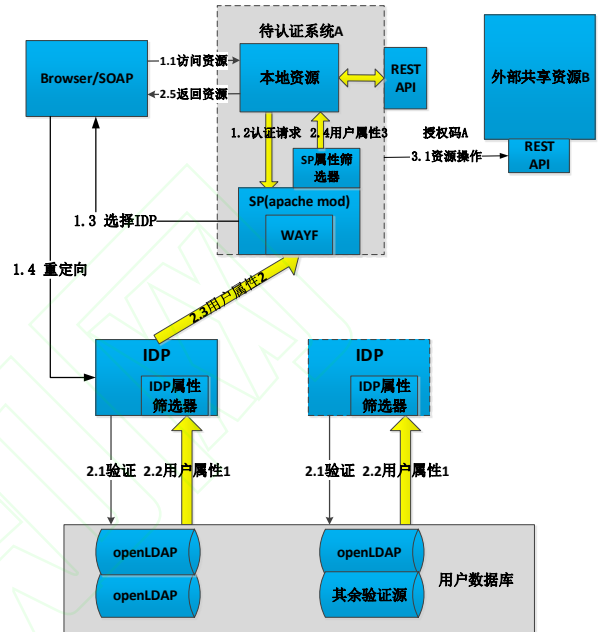 待认证系统A
Browser/SOAP
1.1访问资源
2.5返回资源
本地资源
REST
API
外部共享资源B
REST
API
1.2认证请求
2.4用户属性3
授权码A
3.1资源操作
SP属性筛
选器
SP(apache mod)
WAYF
1.3 选择IDP
1.4 重定向
2.3用户属性2
IDP
IDP属性
筛选器
IDP
IDP属性
筛选器
2.1验证
2.2用户属性1
2.1验证
2.2用户属性1
openLDAP
openLDAP
openLDAP
其余验证源
用户数据库